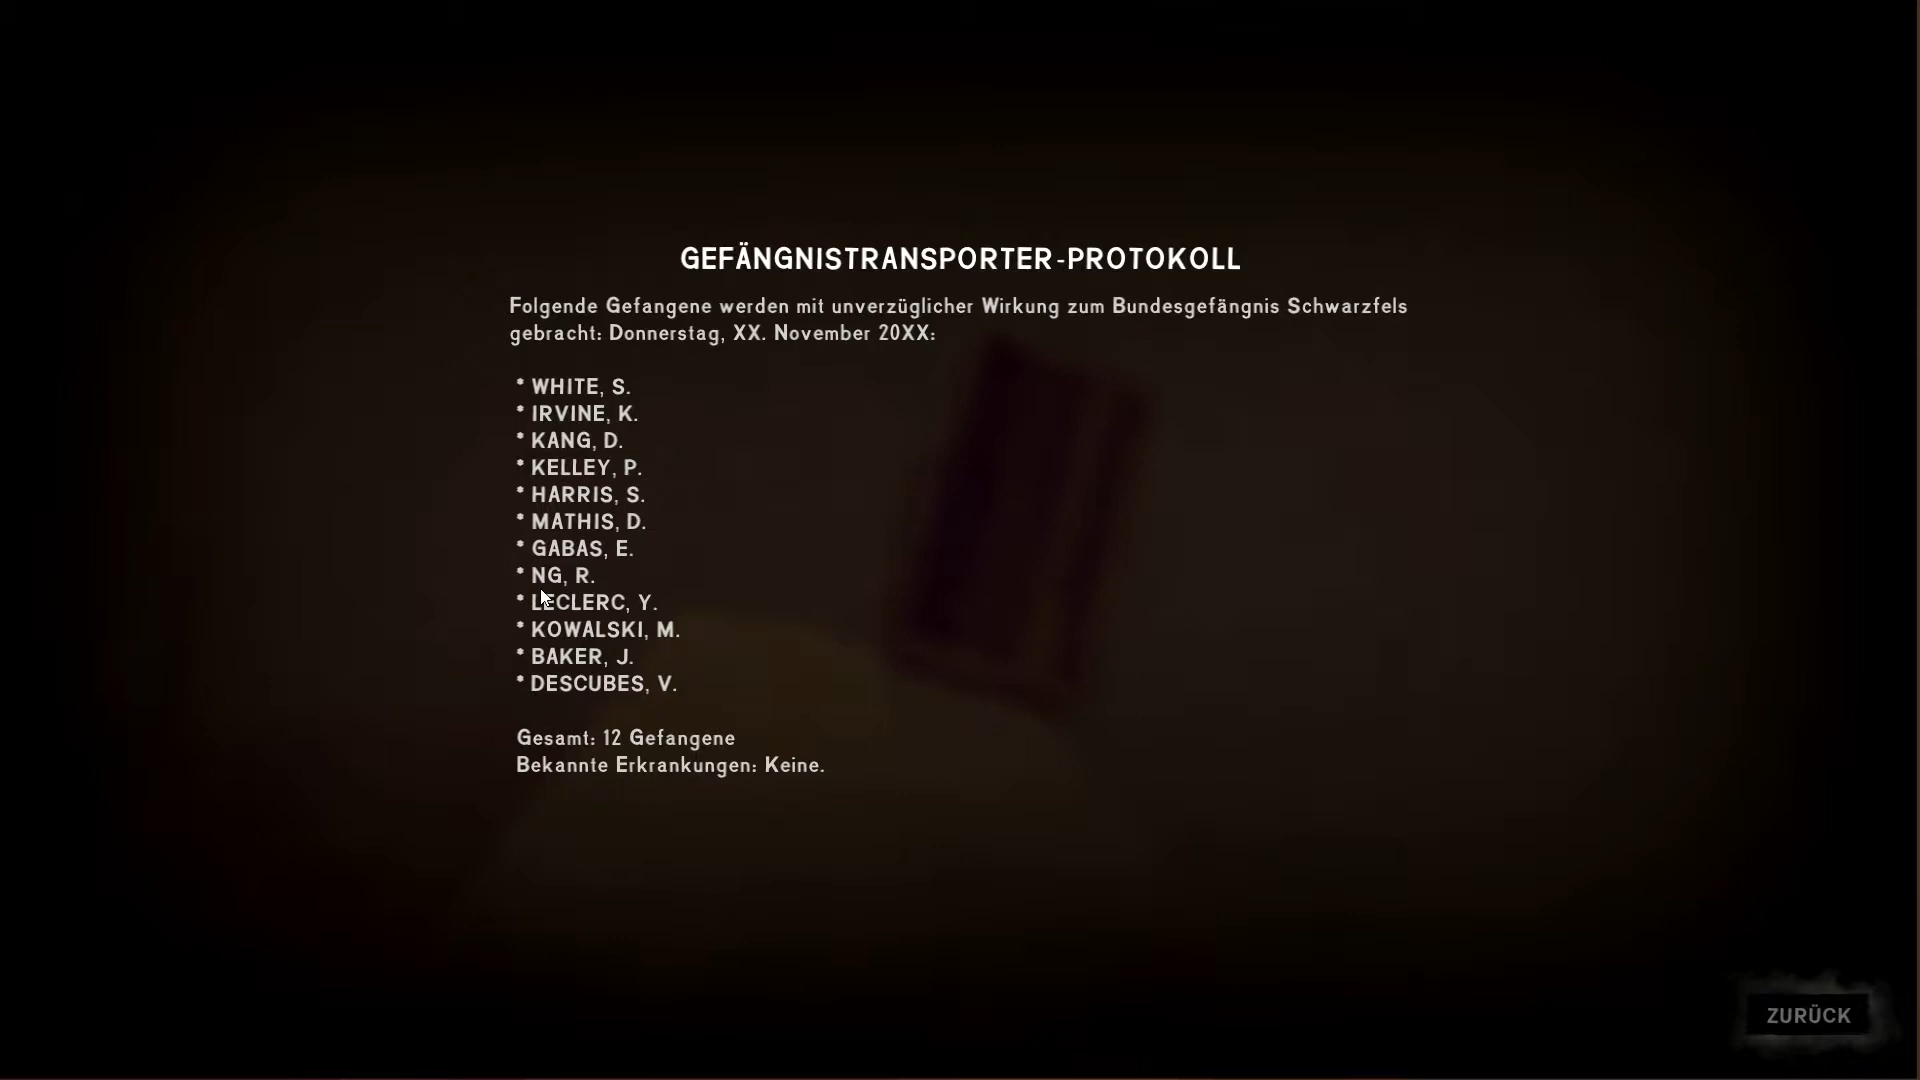 GEFÄNGNISTRANSPORTER-PROTOKOLL
Folgende Gefangene werden mit unverzüglicher Wirkung zum Bundesgefängnis Schwarzfels
gebracht: Donnerstag, XX. November 20XX:
* WHITE, S.
* IRVINE, K.
* KANG, D.
* KELLEY, P.
* HARRIS, S.
* MATHIS, D.
* GABAS, E.
* NG, R.
* LECLERC, Y.
* KOWALSKI, M.
* BAKER, J.
* DESCUBES, V.
Gesamt: 12 Gefangene
Bekannte Erkrankungen: Keine.
ZURÜCK